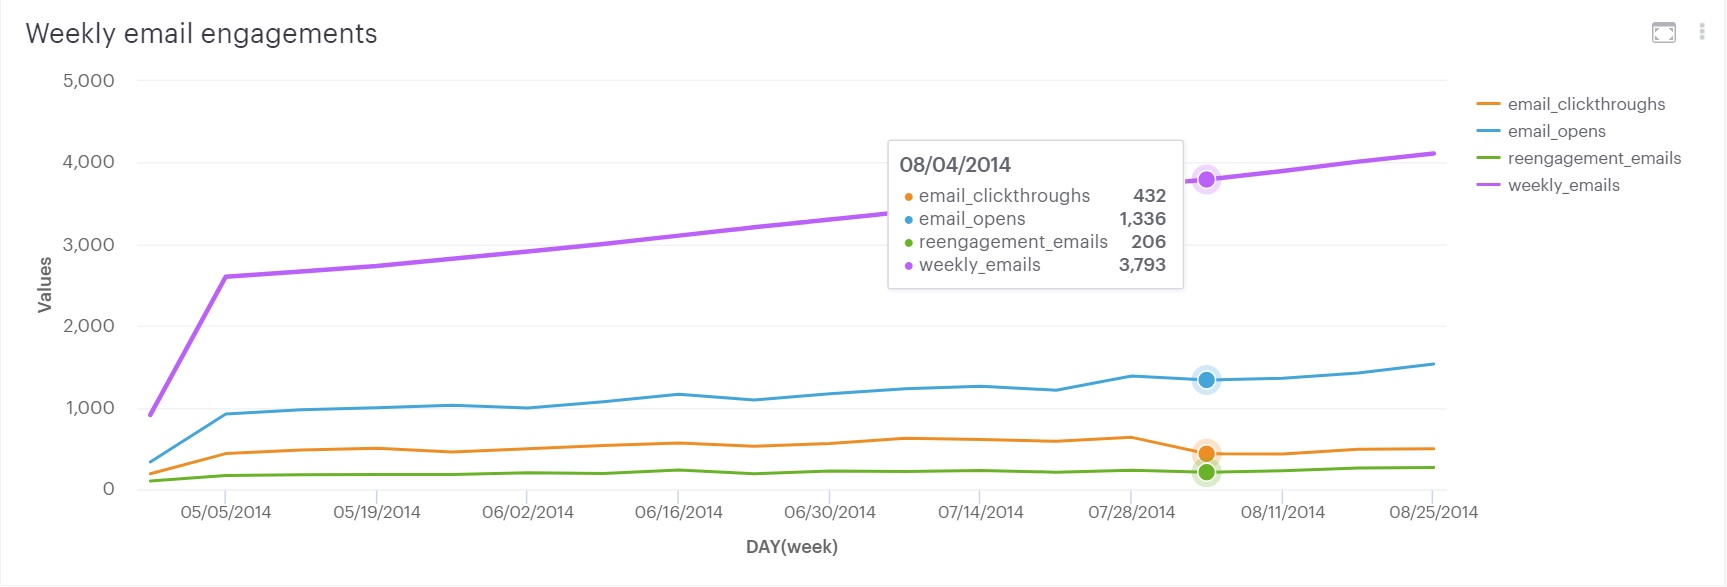 Weekly email engagements
5,000
4,000
3,000
2,000
1,000
0
Values
08/04/2014
email_clickthroughs 432
email_opens 1,336
reengagement_emails 206
weekly_emails 3,793
email_clickthroughs
email_opens
reengagement_emails
weekly_emails
05/05/2014 05/19/2014 06/02/2014 06/16/2014 06/30/2014 07/14/2014 07/28/2014 08/11/2014 08/25/2014
DAY(week)